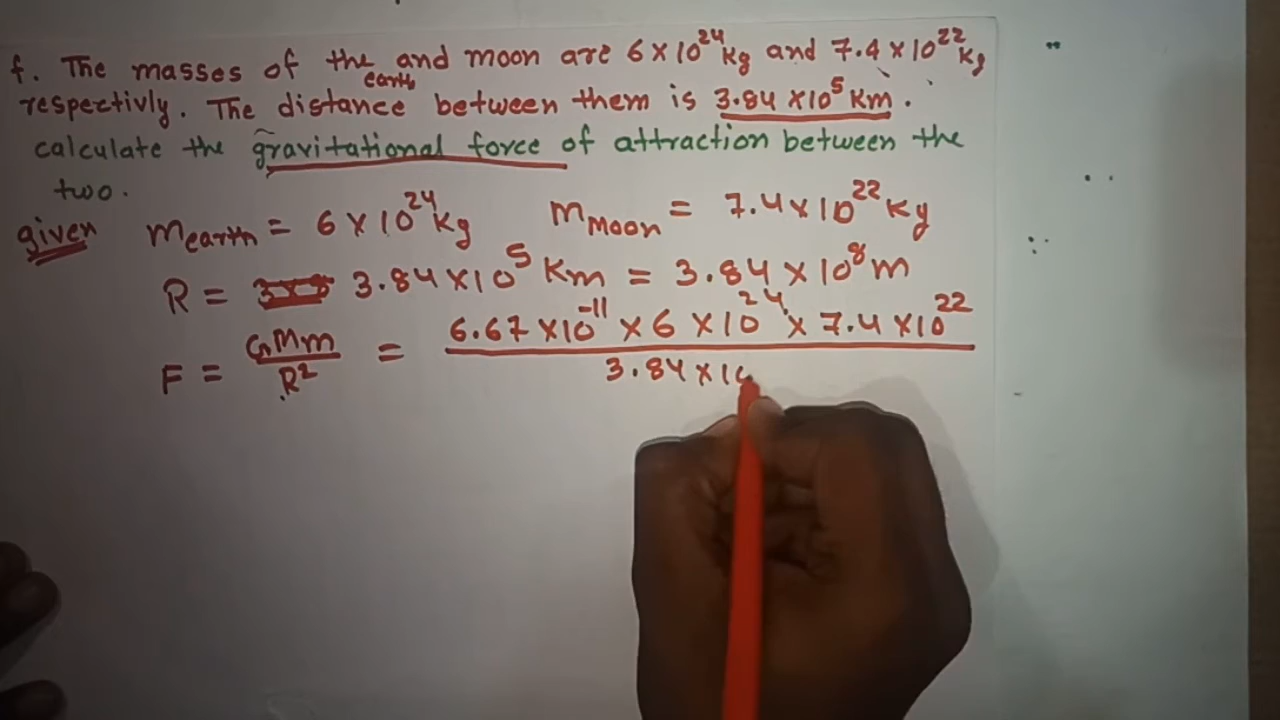 f. The masses of the earth and moon are 6 × 10²⁴ kg and 7.4 × 10²² kg
respectivly. The distance between them is 3.84 × 10⁵ Km.
calculate the gravitational force of attraction between the
two.
given m earth = 6 × 10²⁴ kg m Moon = 7.4 × 10²² Kg
R = 3.84 × 10⁵ Km = 3.84 × 10⁸ m
F = GMm/R² = 6.67 × 10⁻¹¹ × 6 × 10²⁴ × 7.4 × 10²² / 3.84 × 10